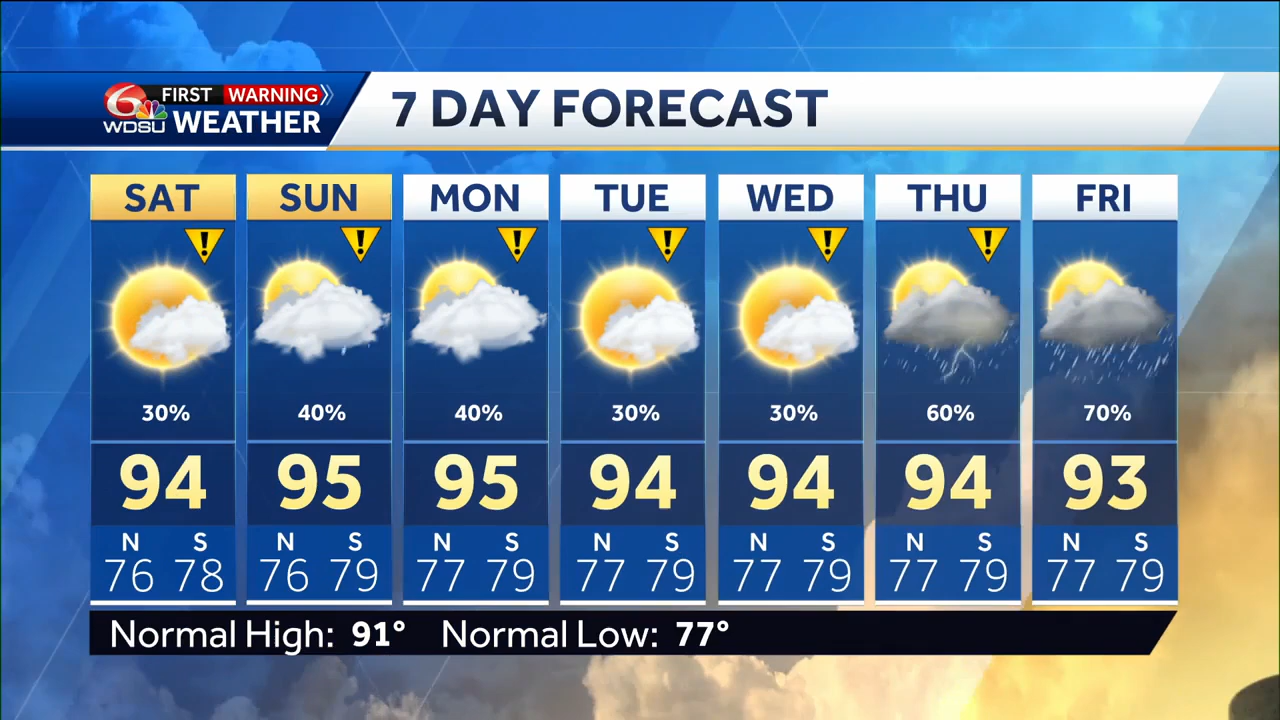 6 FIRST WARNING
WDSU WEATHER
7 DAY FORECAST
SAT SUN MON TUE WED THU FRI
! ! ! ! ! !
30% 40% 40% 30% 30% 60% 70%
94 95 95 94 94 94 93
N S N S N S N S N S N S N S
76 78 76 79 77 79 77 79 77 79 77 79 77 79
Normal High: 91° Normal Low: 77°